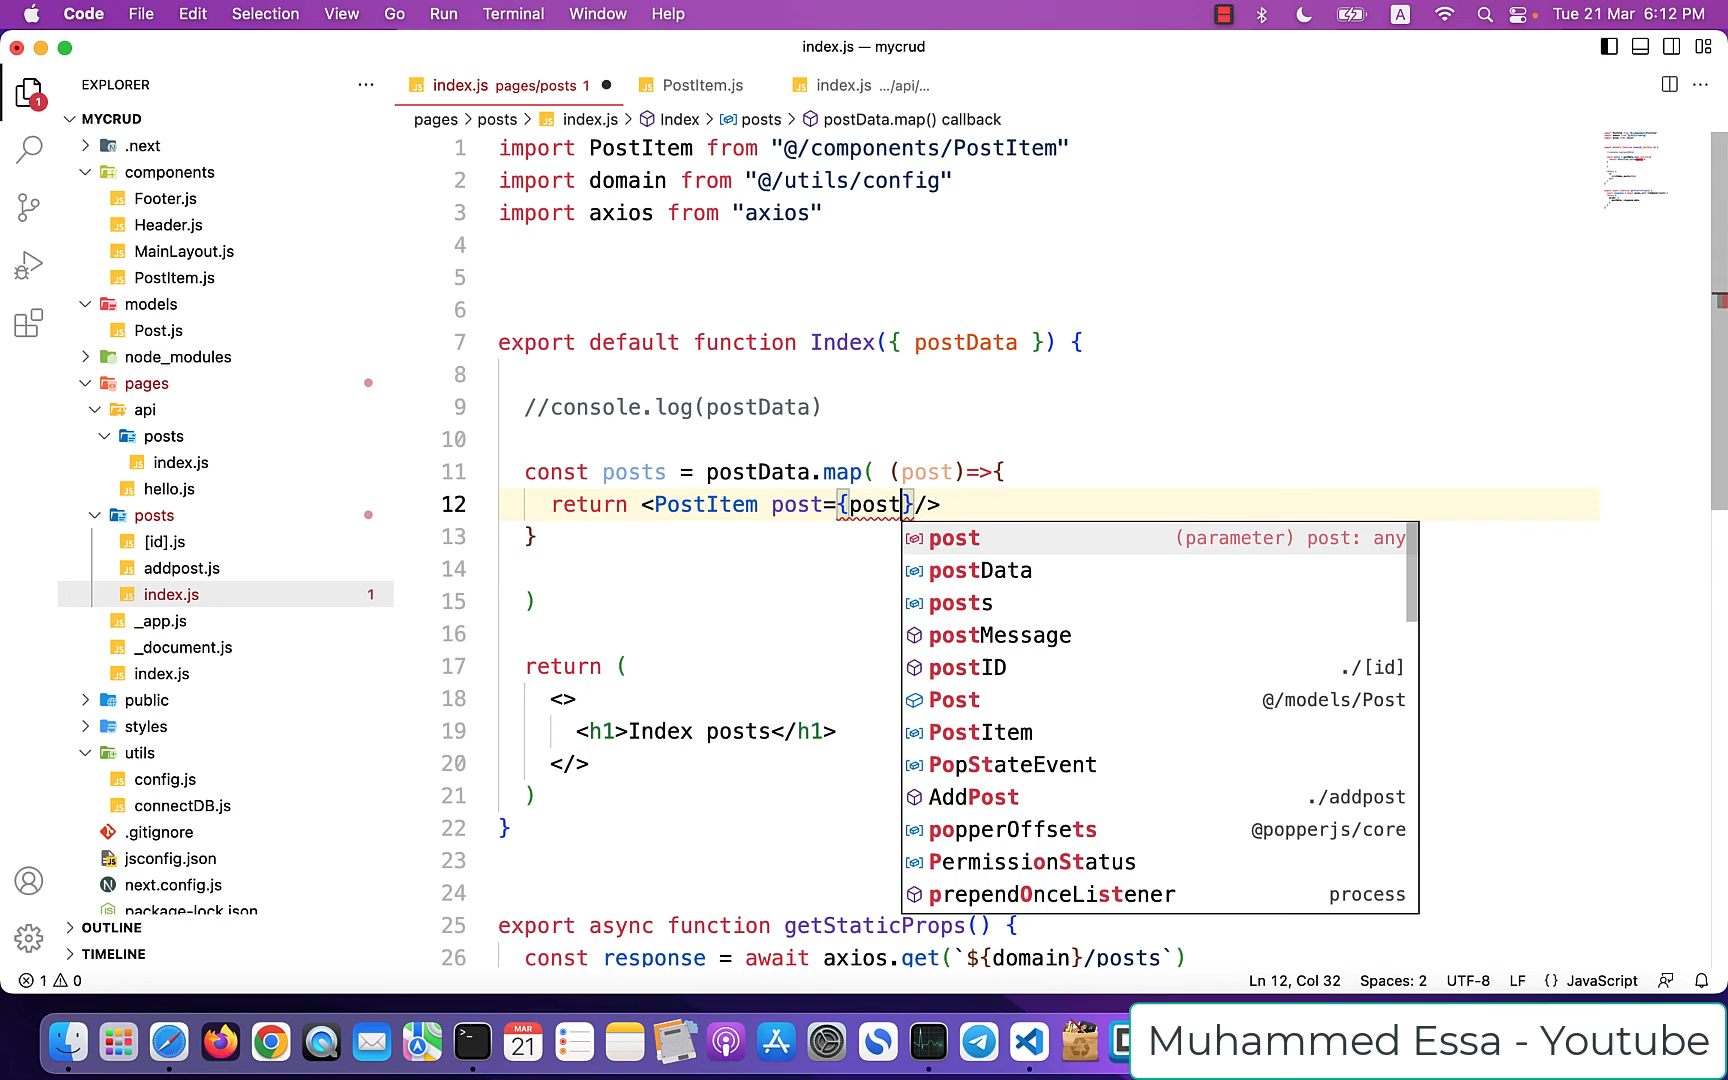 Code File Edit Selection View Go Run Terminal Window Help A Tue 21 Mar 6:12 PM
index.js — mycrud
EXPLORER
index.js pages/posts 1
PostItem.js
index.js .../api/...
1
MYCRUD
.next
components
Footer.js
Header.js
MainLayout.js
PostItem.js
models
Post.js
node_modules
pages
api
posts
index.js
hello.js
posts
[id].js
addpost.js
index.js 1
_app.js
_document.js
index.js
public
styles
utils
config.js
connectDB.js
.gitignore
jsconfig.json
next.config.js
package-lock.json
OUTLINE
TIMELINE
pages > posts > index.js > Index > posts > postData.map() callback
1 import PostItem from "@/components/PostItem"
2 import domain from "@/utils/config"
3 import axios from "axios"
4
5
6
7 export default function Index({ postData }) {
8
9 //console.log(postData)
10
11 const posts = postData.map( (post)=>{
12 return <PostItem post={post}/>
13 }
14
15 )
16
17 return (
18 <>
19 <h1>Index posts</h1>
20 </>
21 )
22 }
23
24
25 export async function getStaticProps() {
26 const response = await axios.get(`${domain}/posts`)
post (parameter) post: any
postData
posts
postMessage
postID ./[id]
Post @/models/Post
PostItem
PopStateEvent
AddPost ./addpost
popperOffsets @popperjs/core
PermissionStatus
prependOnceListener process
1 0
Ln 12, Col 32 Spaces: 2 UTF-8 LF {} JavaScript
MAR
21
Muhammed Essa - Youtube